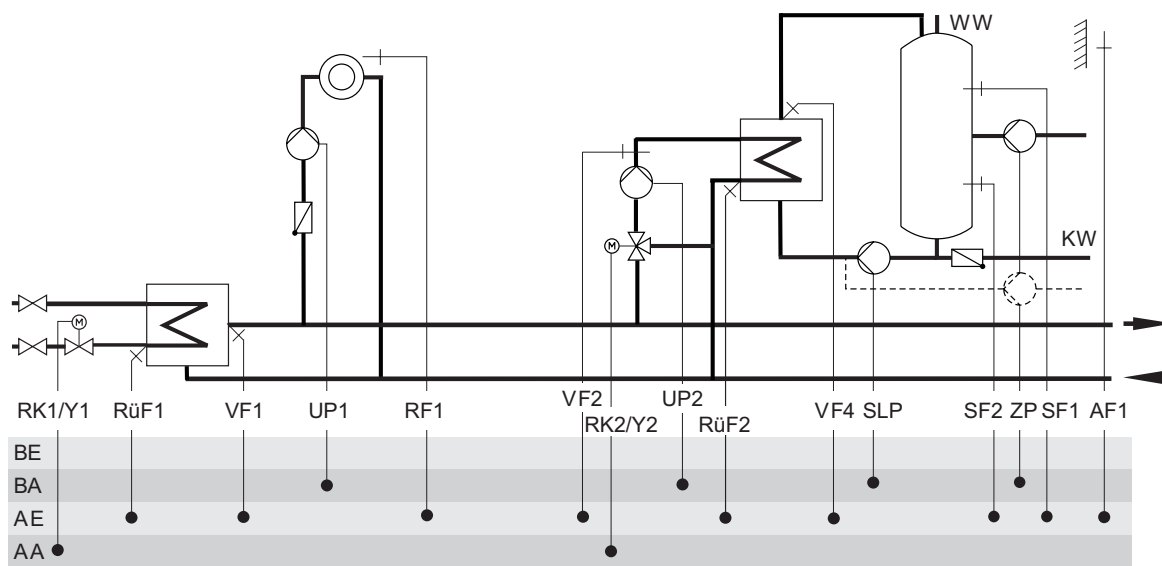 WW
KW
M
M
M
RK1/Y1 RüF1 VF1 UP1 RF1 VF2 UP2 VF4 SLP SF2 ZP SF1 AF1
RK2/Y2 RüF2
BE
BA
AE
AA